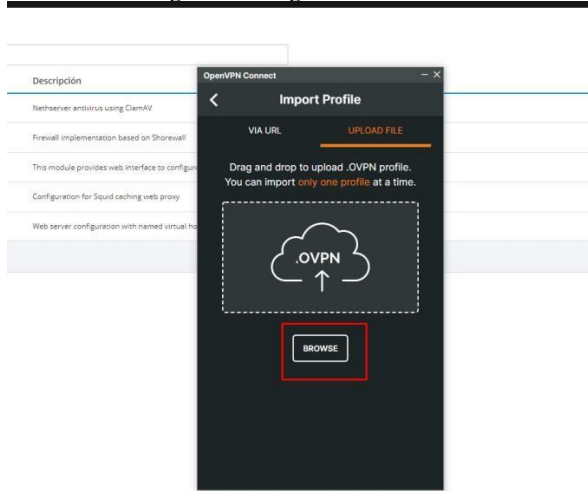 Descripción
Nethserver antivirus using ClamAV
Firewall implementation based on Shorewall
This module provides web interface to configure
Configuration for Squid caching web proxy
Web server configuration with named virtual ho
OpenVPN Connect
Import Profile
VIA URL UPLOAD FILE
Drag and drop to upload .OVPN profile.
You can import only one profile at a time.
.OVPN
BROWSE